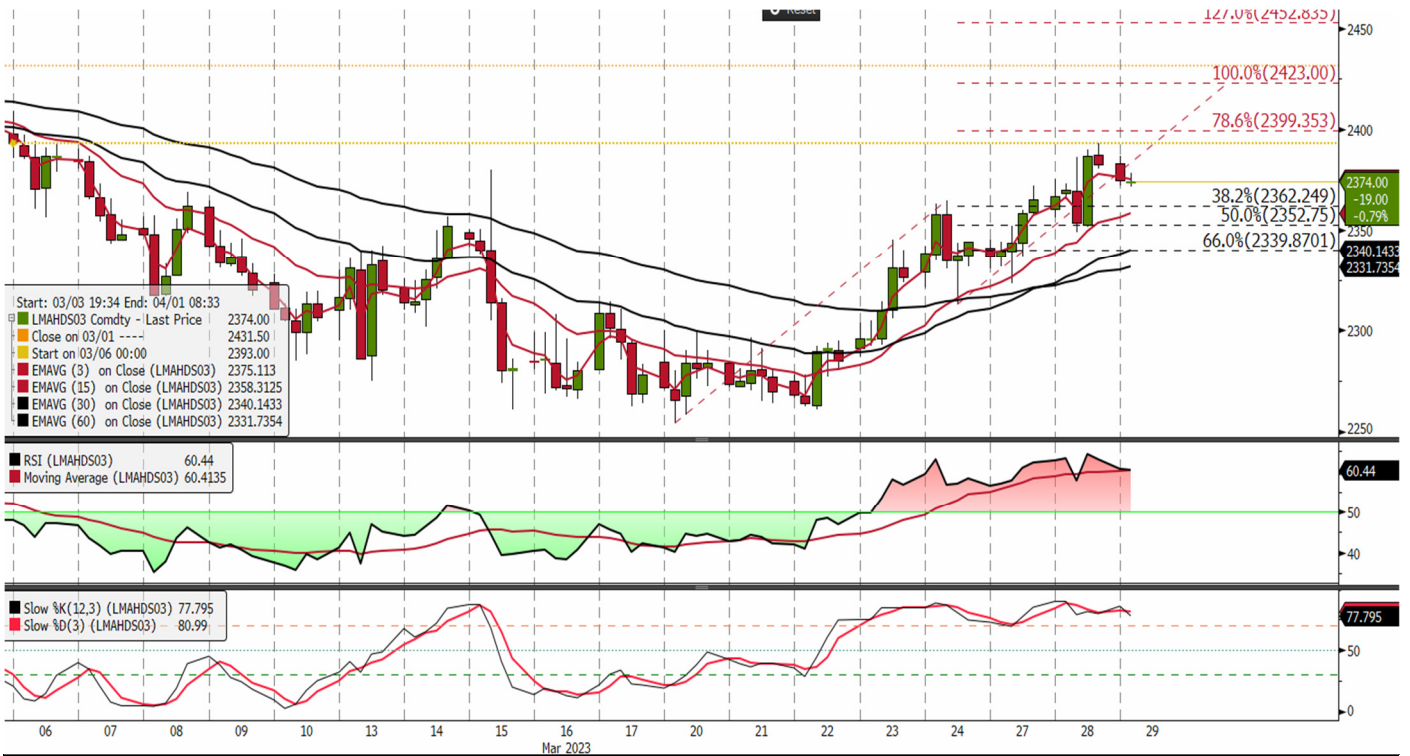 Reset
127.0%(2452.835)
2450
100.0%(2423.00)
78.6%(2399.353)
2400
2374.00
-19.00
-0.79%
38.2%(2362.249)
50.0%(2352.75)
2350
66.0%(2339.8701)
2340.1433
2331.7354
2300
2250
Start: 03/03 19:34 End: 04/01 08:33
LMAHDS03 Comdty - Last Price 2374.00
Close on 03/01 ---- 2431.50
Start on 03/06 00:00 2393.00
EMAVG (3) on Close (LMAHDS03) 2375.113
EMAVG (15) on Close (LMAHDS03) 2358.3125
EMAVG (30) on Close (LMAHDS03) 2340.1433
EMAVG (60) on Close (LMAHDS03) 2331.7354
RSI (LMAHDS03) 60.44
Moving Average (LMAHDS03) 60.4135
60.44
50
40
Slow %K(12,3) (LMAHDS03) 77.795
Slow %D(3) (LMAHDS03) 80.99
77.795
50
0
06 07 08 09 10 13 14 15 16 17 20 21 22 23 24 27 28 29
Mar 2023